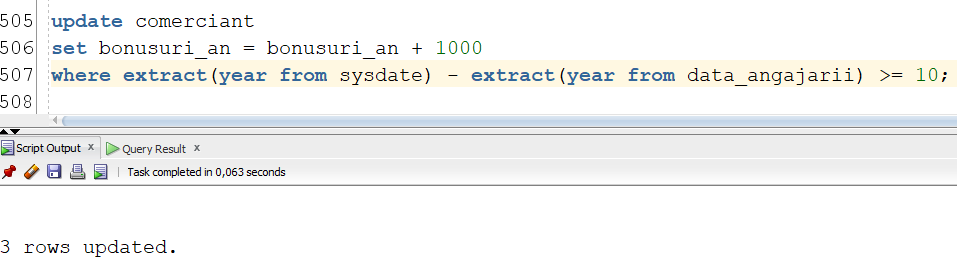 505 update comerciant
506 set bonusuri_an = bonusuri_an + 1000
507 where extract(year from sysdate) - extract(year from data_angajarii) >= 10;
508
Script Output x Query Result x
Task completed in 0,063 seconds
3 rows updated.